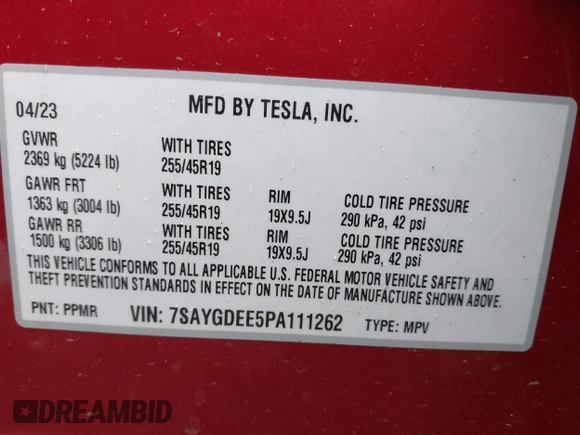 04/23 MFD BY TESLA, INC.
GVWR WITH TIRES
2369 kg (5224 lb) 255/45R19
GAWR FRT WITH TIRES RIM COLD TIRE PRESSURE
1363 kg (3004 lb) 255/45R19 19X9.5J 290 kPa, 42 psi
GAWR RR WITH TIRES RIM COLD TIRE PRESSURE
1500 kg (3306 lb) 255/45R19 19X9.5J 290 kPa, 42 psi
THIS VEHICLE CONFORMS TO ALL APPLICABLE U.S. FEDERAL MOTOR VEHICLE SAFETY AND
THEFT PREVENTION STANDARDS IN EFFECT ON THE DATE OF MANUFACTURE SHOWN ABOVE.
PNT: PPMR VIN: 7SAYGDEE5PA111262 TYPE: MPV
DREAMBID